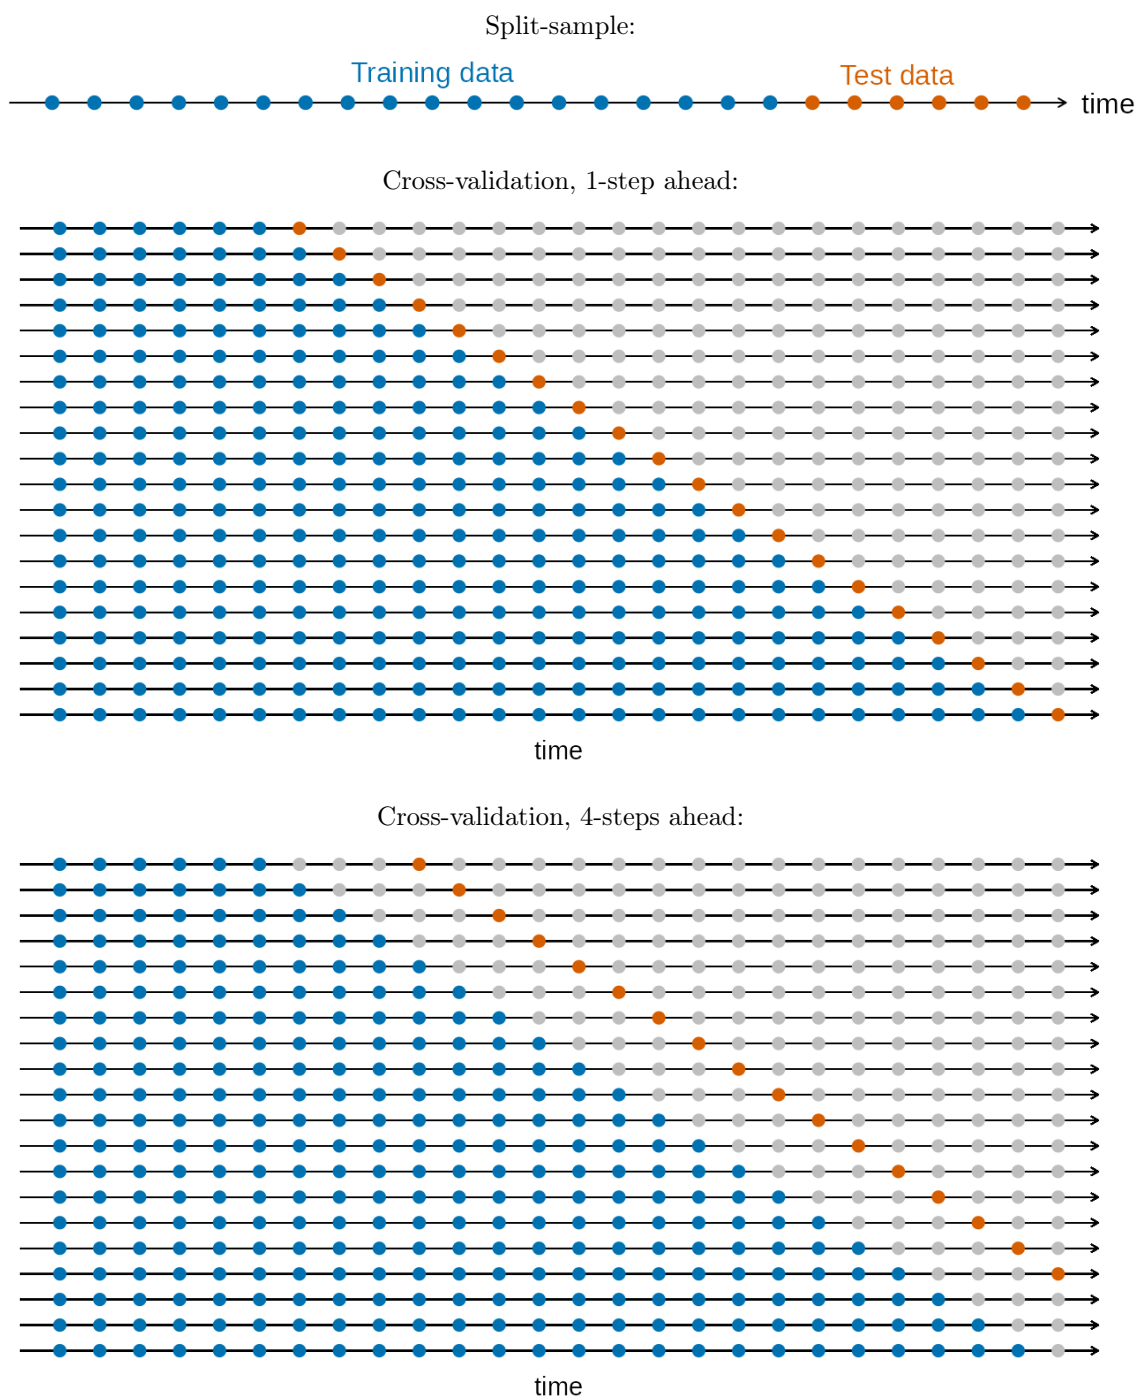 Split-sample:
Training data
Test data
time
Cross-validation, 1-step ahead:
time
Cross-validation, 4-steps ahead:
time